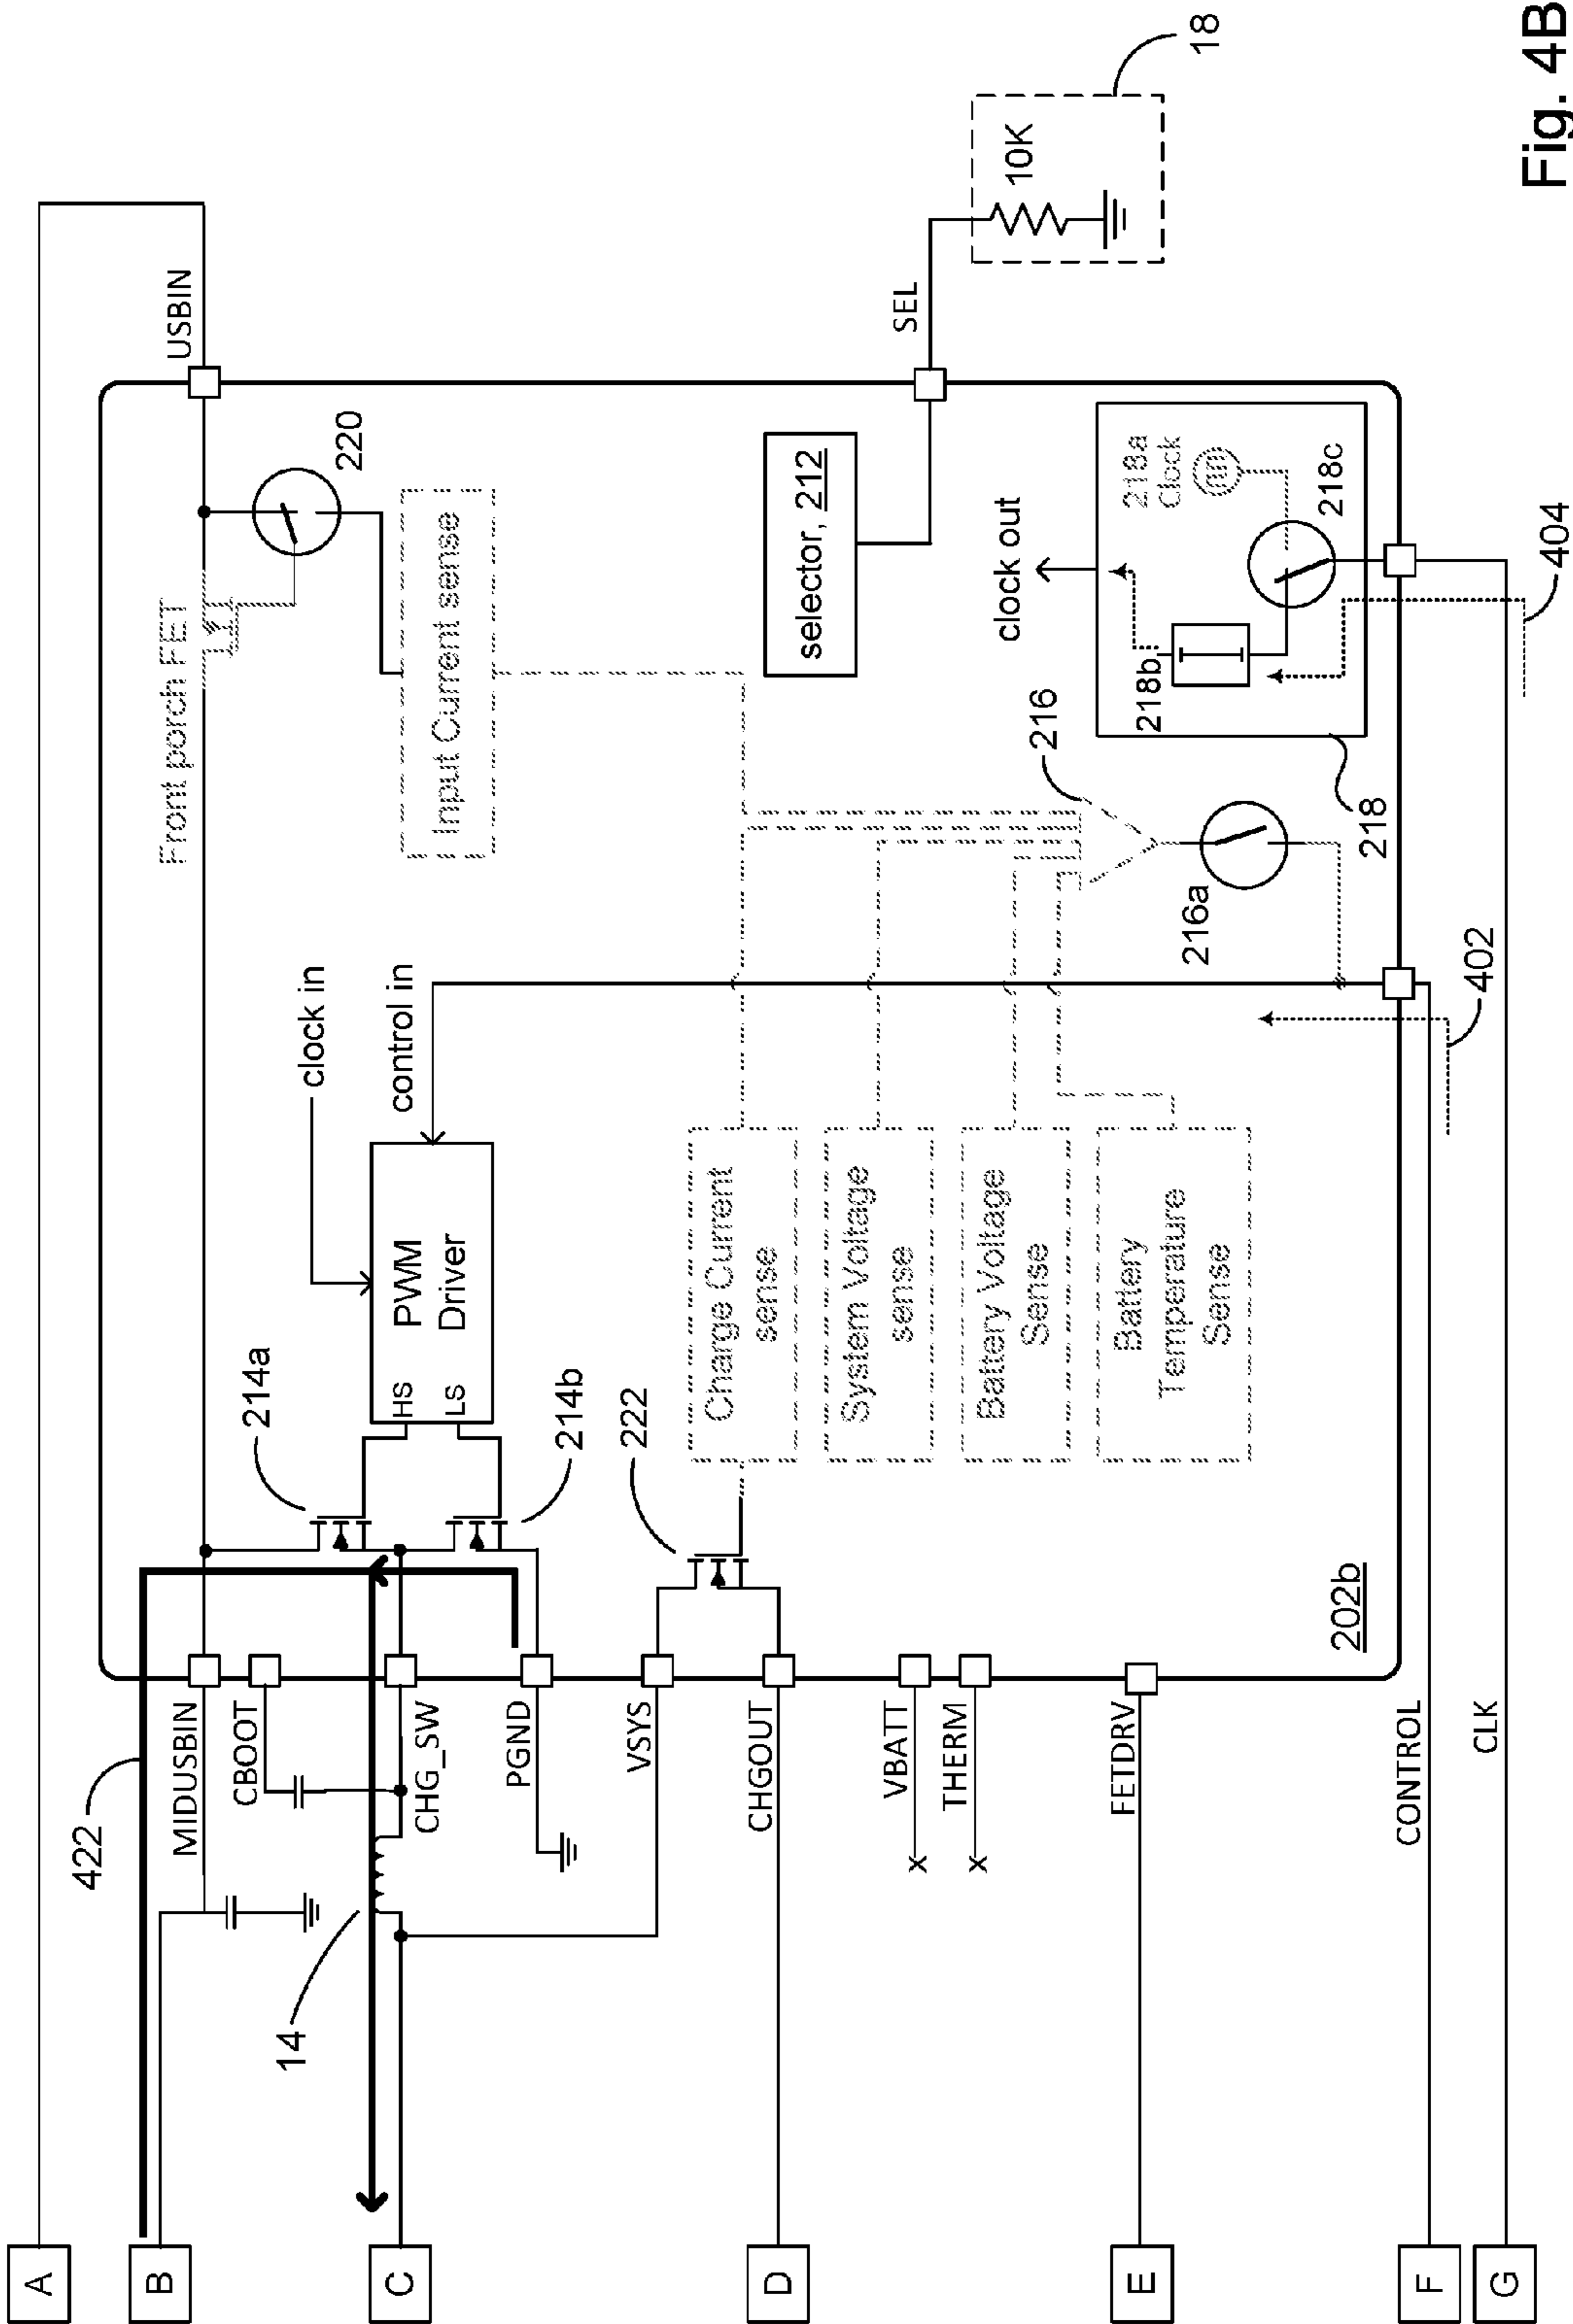 A
B
C
D
E
F
G
422
14
MIDUSBIN
CBOOT
CHG_SW
PGND
VSYS
CHGOUT
VBATT
x
THERM
x
FETDRV
CONTROL
CLK
214a
214b
222
202b
HS
LS
PWM
Driver
clock in
control in
Charge Current
sense
System Voltage
sense
Battery Voltage
Sense
Battery
Temperature
Sense
402
Front porch FET
Input Current sense
220
USBIN
216
216a
selector, 212
SEL
10K
18
clock out
218a
Clock
218b
218c
218
404
Fig. 4B